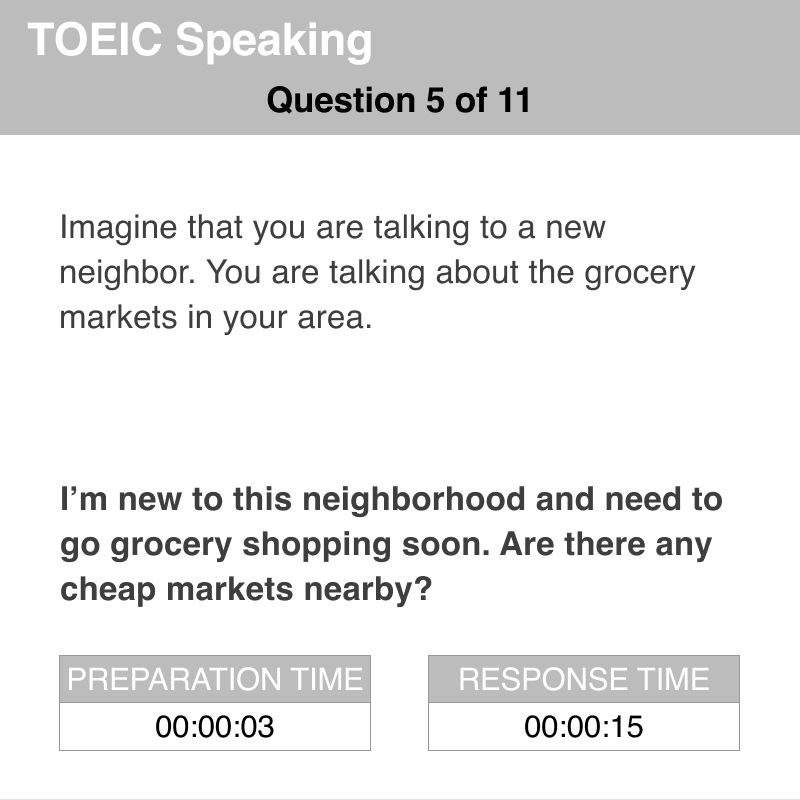 TOEIC Speaking
Question 5 of 11
Imagine that you are talking to a new
neighbor. You are talking about the grocery
markets in your area.
I’m new to this neighborhood and need to
go grocery shopping soon. Are there any
cheap markets nearby?
PREPARATION TIME
00:00:03
RESPONSE TIME
00:00:15